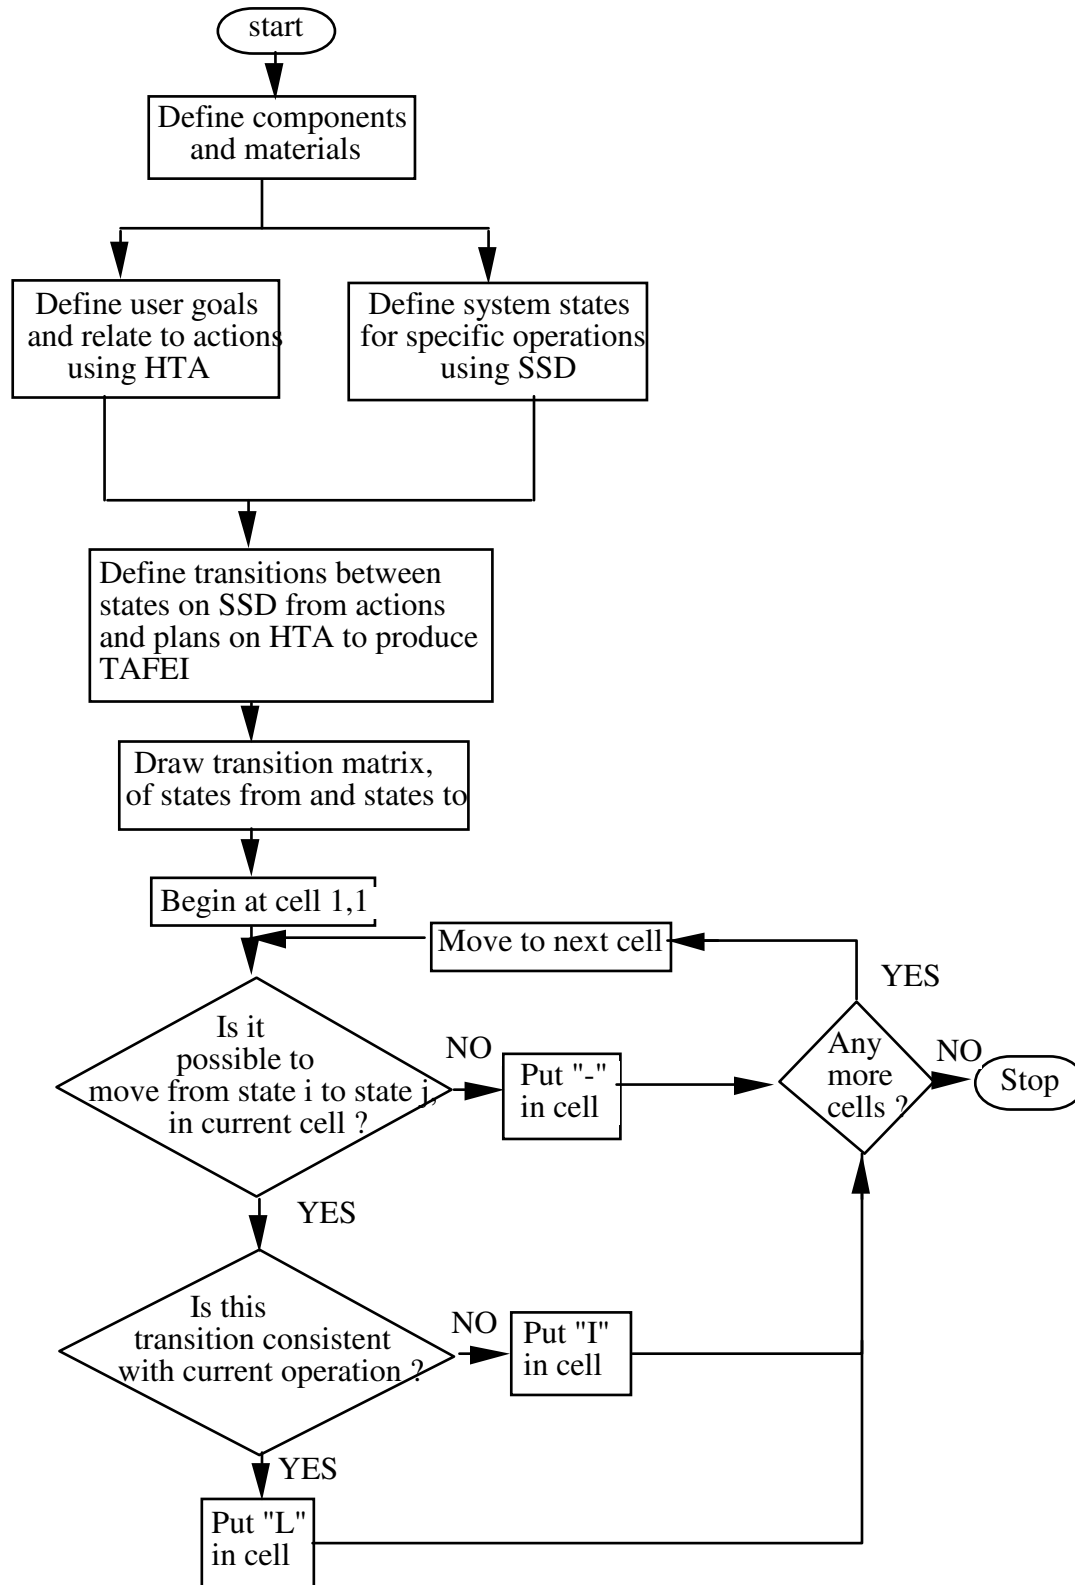 start
Define components
and materials
Define user goals
and relate to actions
using HTA
Define system states
for specific operations
using SSD
Define transitions between
states on SSD from actions
and plans on HTA to produce
TAFEI
Draw transition matrix,
of states from and states to
Begin at cell 1,1
Move to next cell
YES
Is it
possible to
move from state i to state j,
in current cell ?
NO
Put "-"
in cell
Any
more
cells ?
NO
Stop
YES
Is this
transition consistent
with current operation ?
NO
Put "I"
in cell
YES
Put "L"
in cell